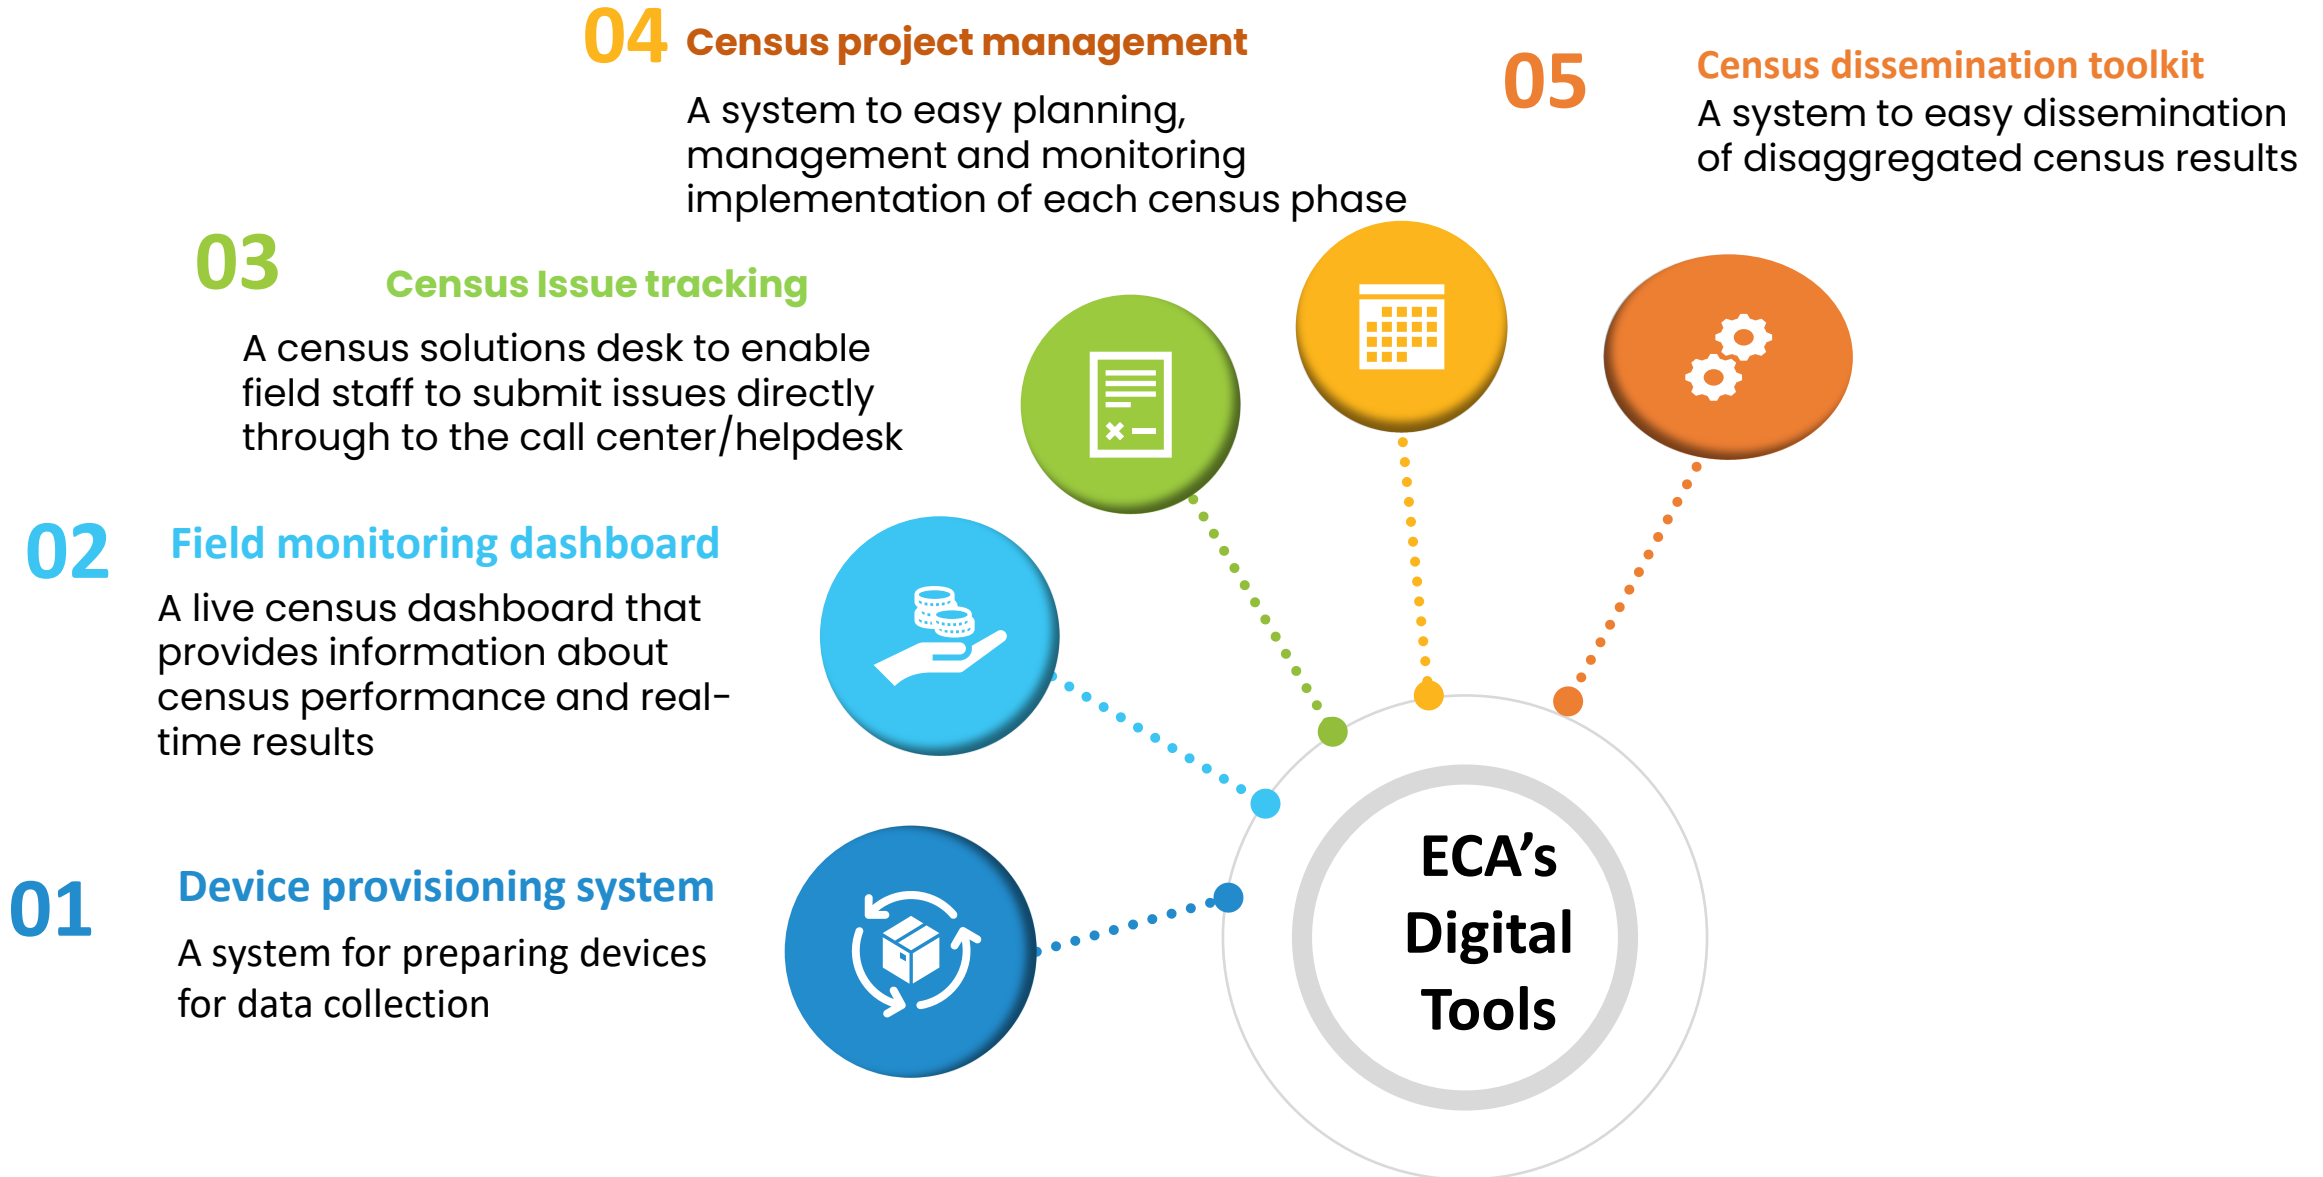 04 Census project management
A system to easy planning,
management and monitoring
implementation of each census phase
05 Census dissemination toolkit
A system to easy dissemination
of disaggregated census results
03 Census Issue tracking
A census solutions desk to enable
field staff to submit issues directly
through to the call center/helpdesk
02 Field monitoring dashboard
A live census dashboard that
provides information about
census performance and real-
time results
01 Device provisioning system
A system for preparing devices
for data collection
ECA’s
Digital
Tools